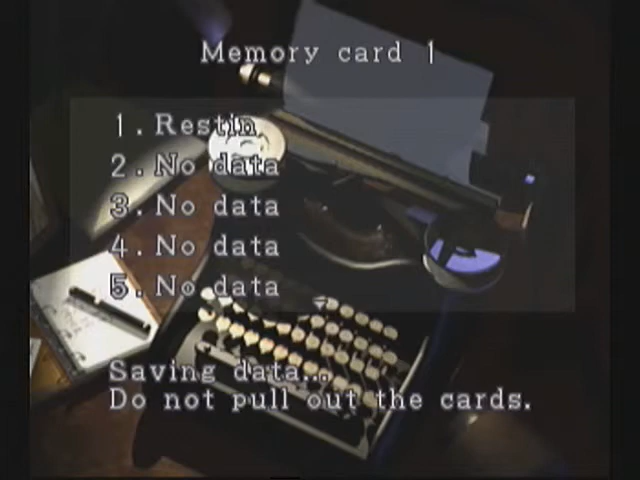 Memory card 1
1. Restin
2. No data
3. No data
4. No data
5. No data
Saving data...
Do not pull out the cards.